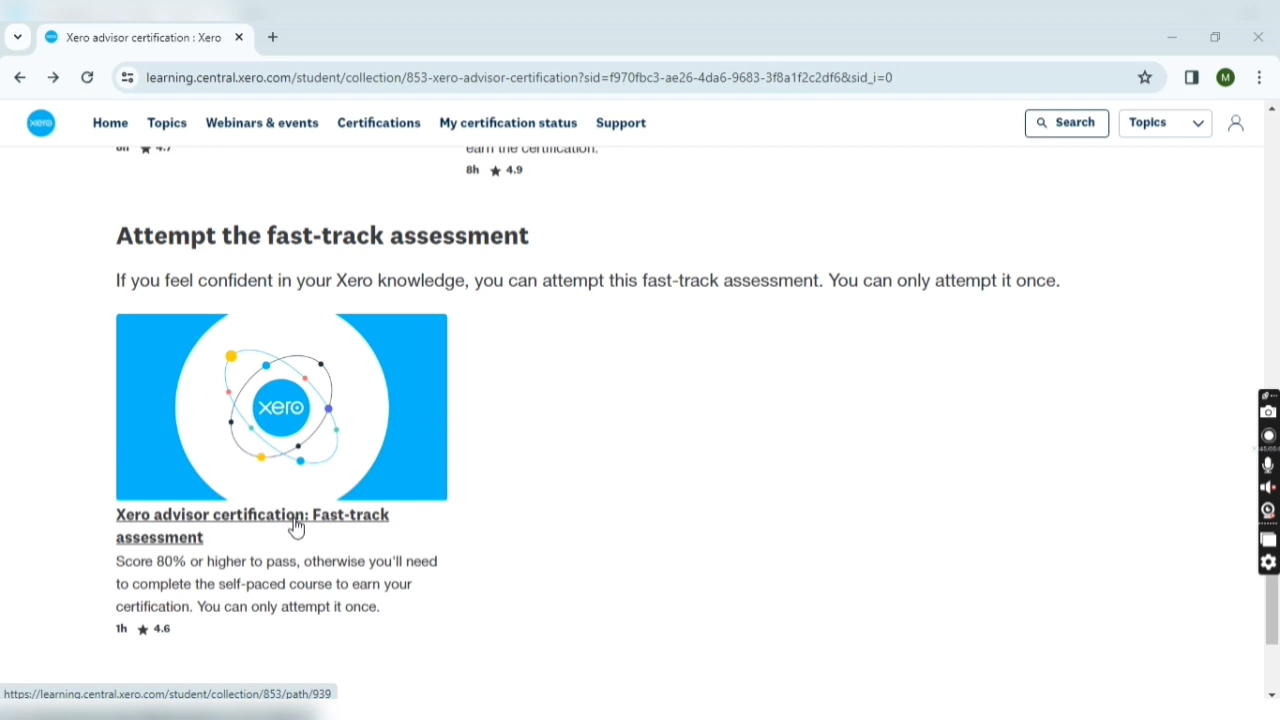 Xero advisor certification : Xero
learning.central.xero.com/student/collection/853-xero-advisor-certification?sid=f970fbc3-ae26-4da6-9683-3f8a1f2c2df6&sid_i=0
M
xero
Home Topics Webinars & events Certifications My certification status Support
Search
Topics
earn the certification.
8h ★ 4.9
Attempt the fast-track assessment
If you feel confident in your Xero knowledge, you can attempt this fast-track assessment. You can only attempt it once.
xero
Xero advisor certification: Fast-track
assessment
Score 80% or higher to pass, otherwise you'll need
to complete the self-paced course to earn your
certification. You can only attempt it once.
1h ★ 4.6
https://learning.central.xero.com/student/collection/853/path/939